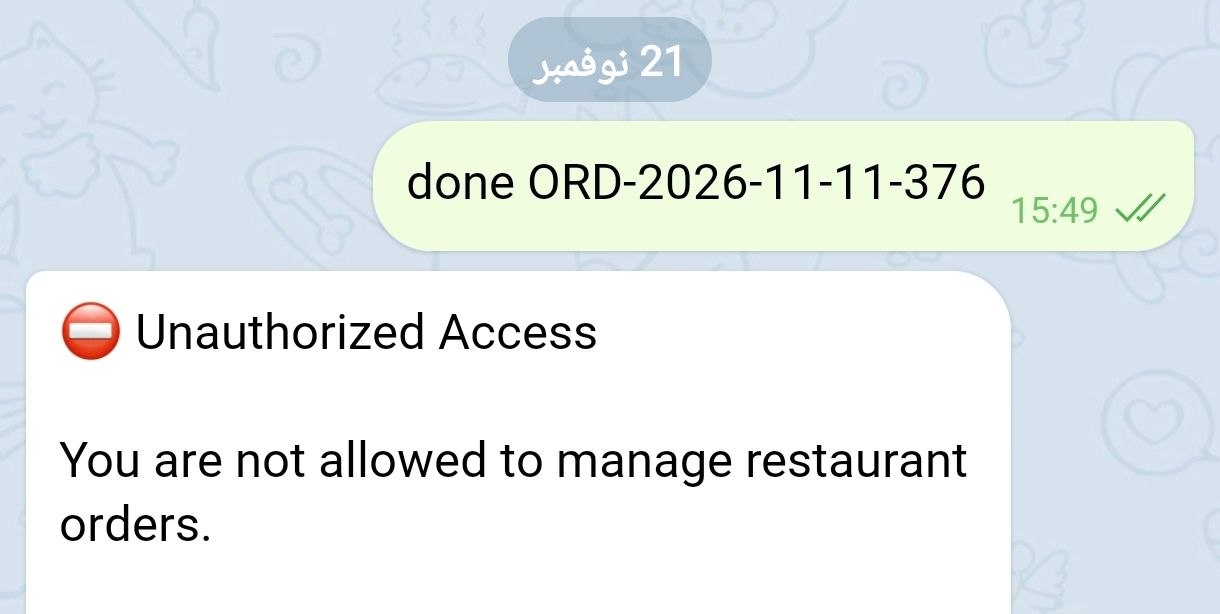 21 نوفمبر
done ORD-2026-11-11-376
15:49
⛔ Unauthorized Access
You are not allowed to manage restaurant
orders.